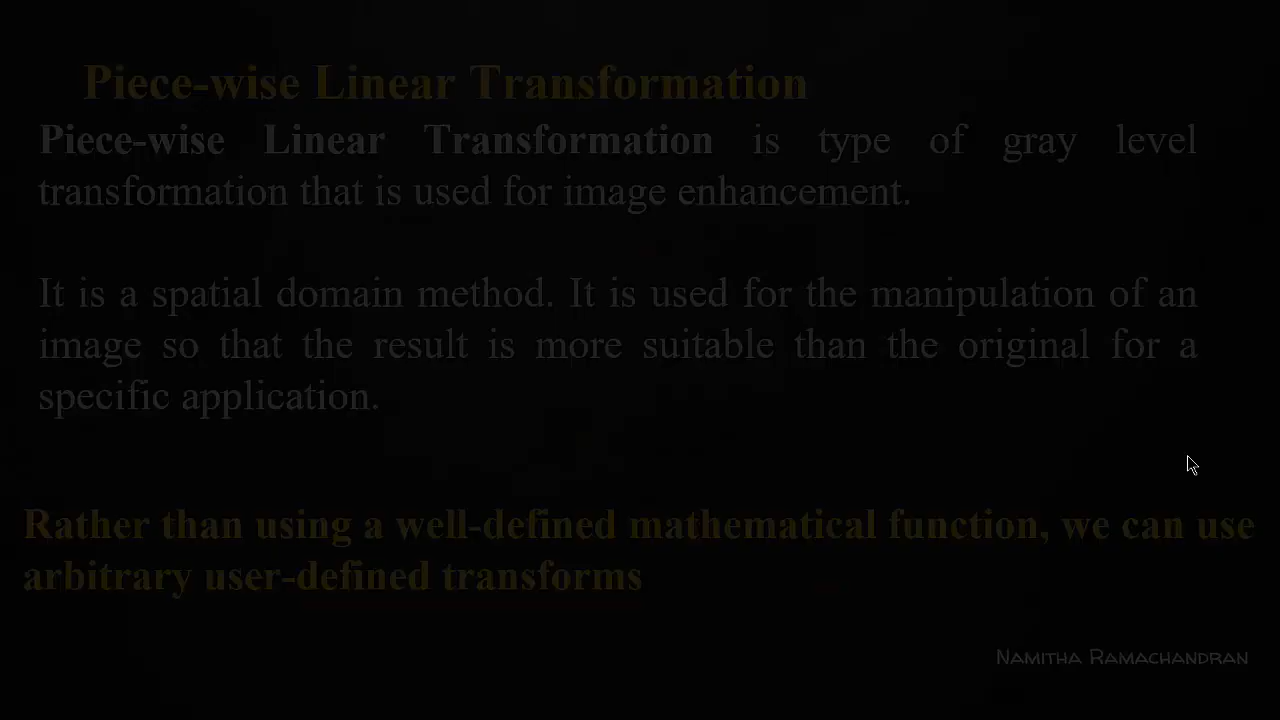 Piece-wise Linear Transformation
Piece-wise Linear Transformation is type of gray level
transformation that is used for image enhancement.
It is a spatial domain method. It is used for the manipulation of an
image so that the result is more suitable than the original for a
specific application.
Rather than using a well-defined mathematical function, we can use
arbitrary user-defined transforms
Namitha Ramachandran